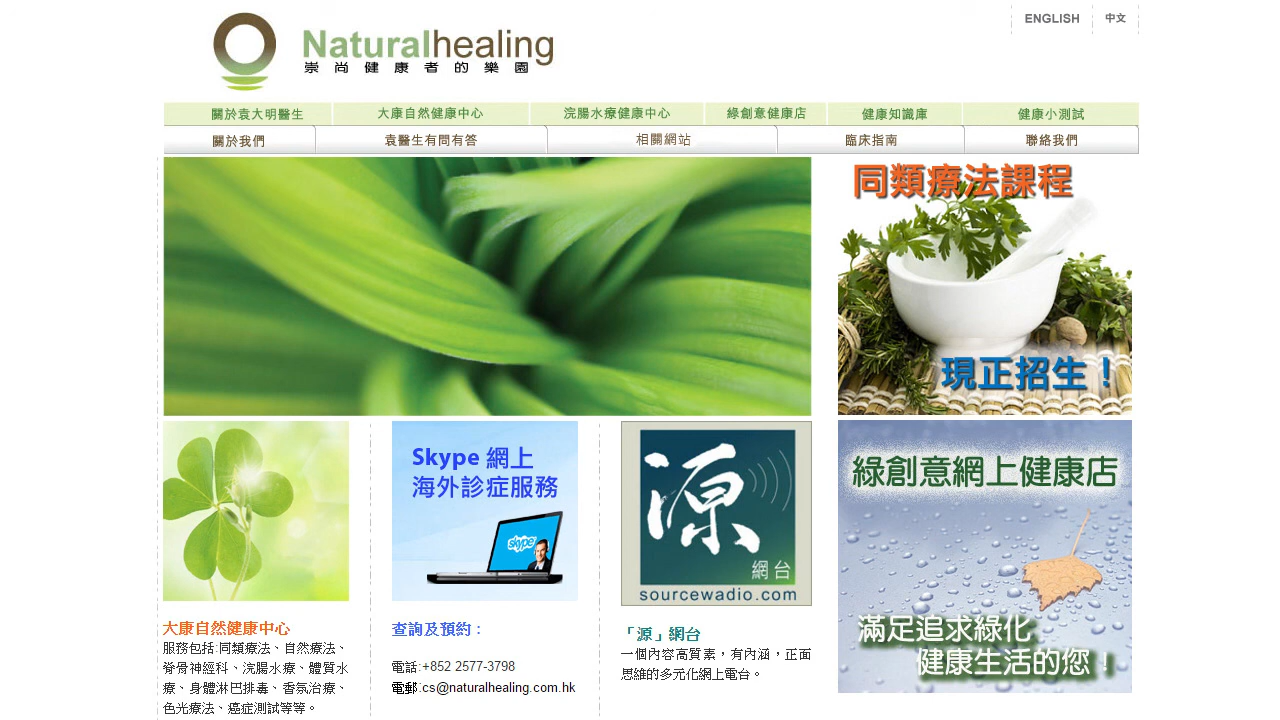 ENGLISH
中文
Naturalhealing
崇尚健康者的樂園
關於袁大明醫生
大康自然健康中心
浣腸水療健康中心
綠創意健康店
健康知識庫
健康小測試
關於我們
袁醫生有問有答
相關網站
臨床指南
聯絡我們
同類療法課程
現正招生！
Skype 網上
海外診症服務
skype
源
網台
sourcewadio.com
綠創意網上健康店
滿足追求綠化
健康生活的您！
大康自然健康中心
服務包括:同類療法、自然療法、
脊骨神經科、浣腸水療、體質水
療、身體淋巴排毒、香氛治療、
色光療法、癌症測試等等。
查詢及預約：
電話:+852 2577-3798
電郵:cs@naturalhealing.com.hk
「源」網台
一個內容高質素，有內涵，正面
思維的多元化網上電台。